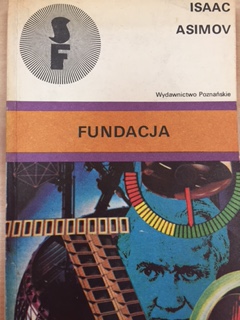 SF
ISAAC
ASIMOV
Wydawnictwo Poznańskie
FUNDACJA